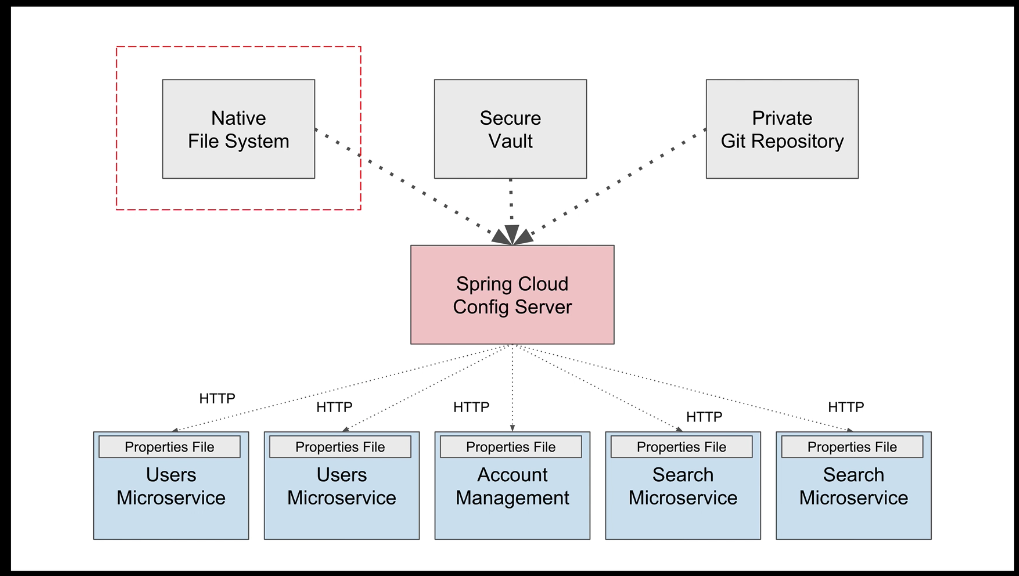 Native
File System
Secure
Vault
Private
Git Repository
Spring Cloud
Config Server
HTTP
HTTP
HTTP
HTTP
HTTP
Properties File
Users
Microservice
Properties File
Users
Microservice
Properties File
Account
Management
Properties File
Search
Microservice
Properties File
Search
Microservice